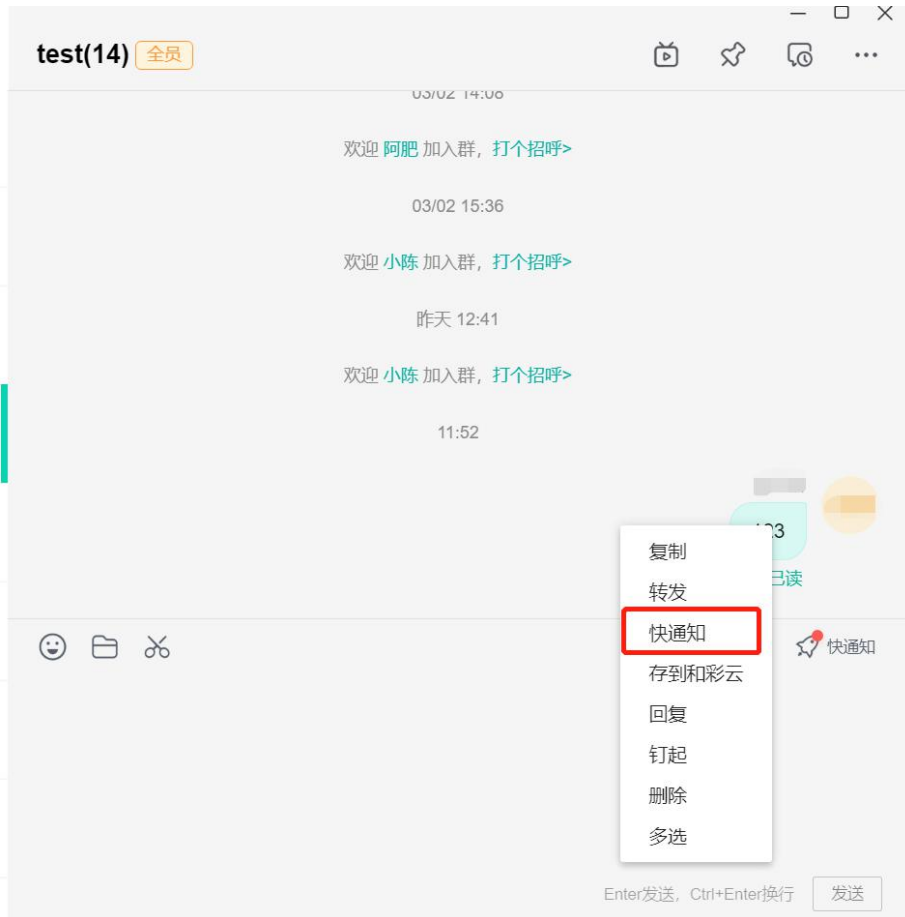 test(14) 全员
03/02 14:08
欢迎 阿肥 加入群，打个招呼>
03/02 15:36
欢迎 小陈 加入群，打个招呼>
昨天 12:41
欢迎 小陈 加入群，打个招呼>
11:52
已读
复制
转发
快通知
存到和彩云
回复
钉起
删除
多选
快通知
Enter发送，Ctrl+Enter换行
发送